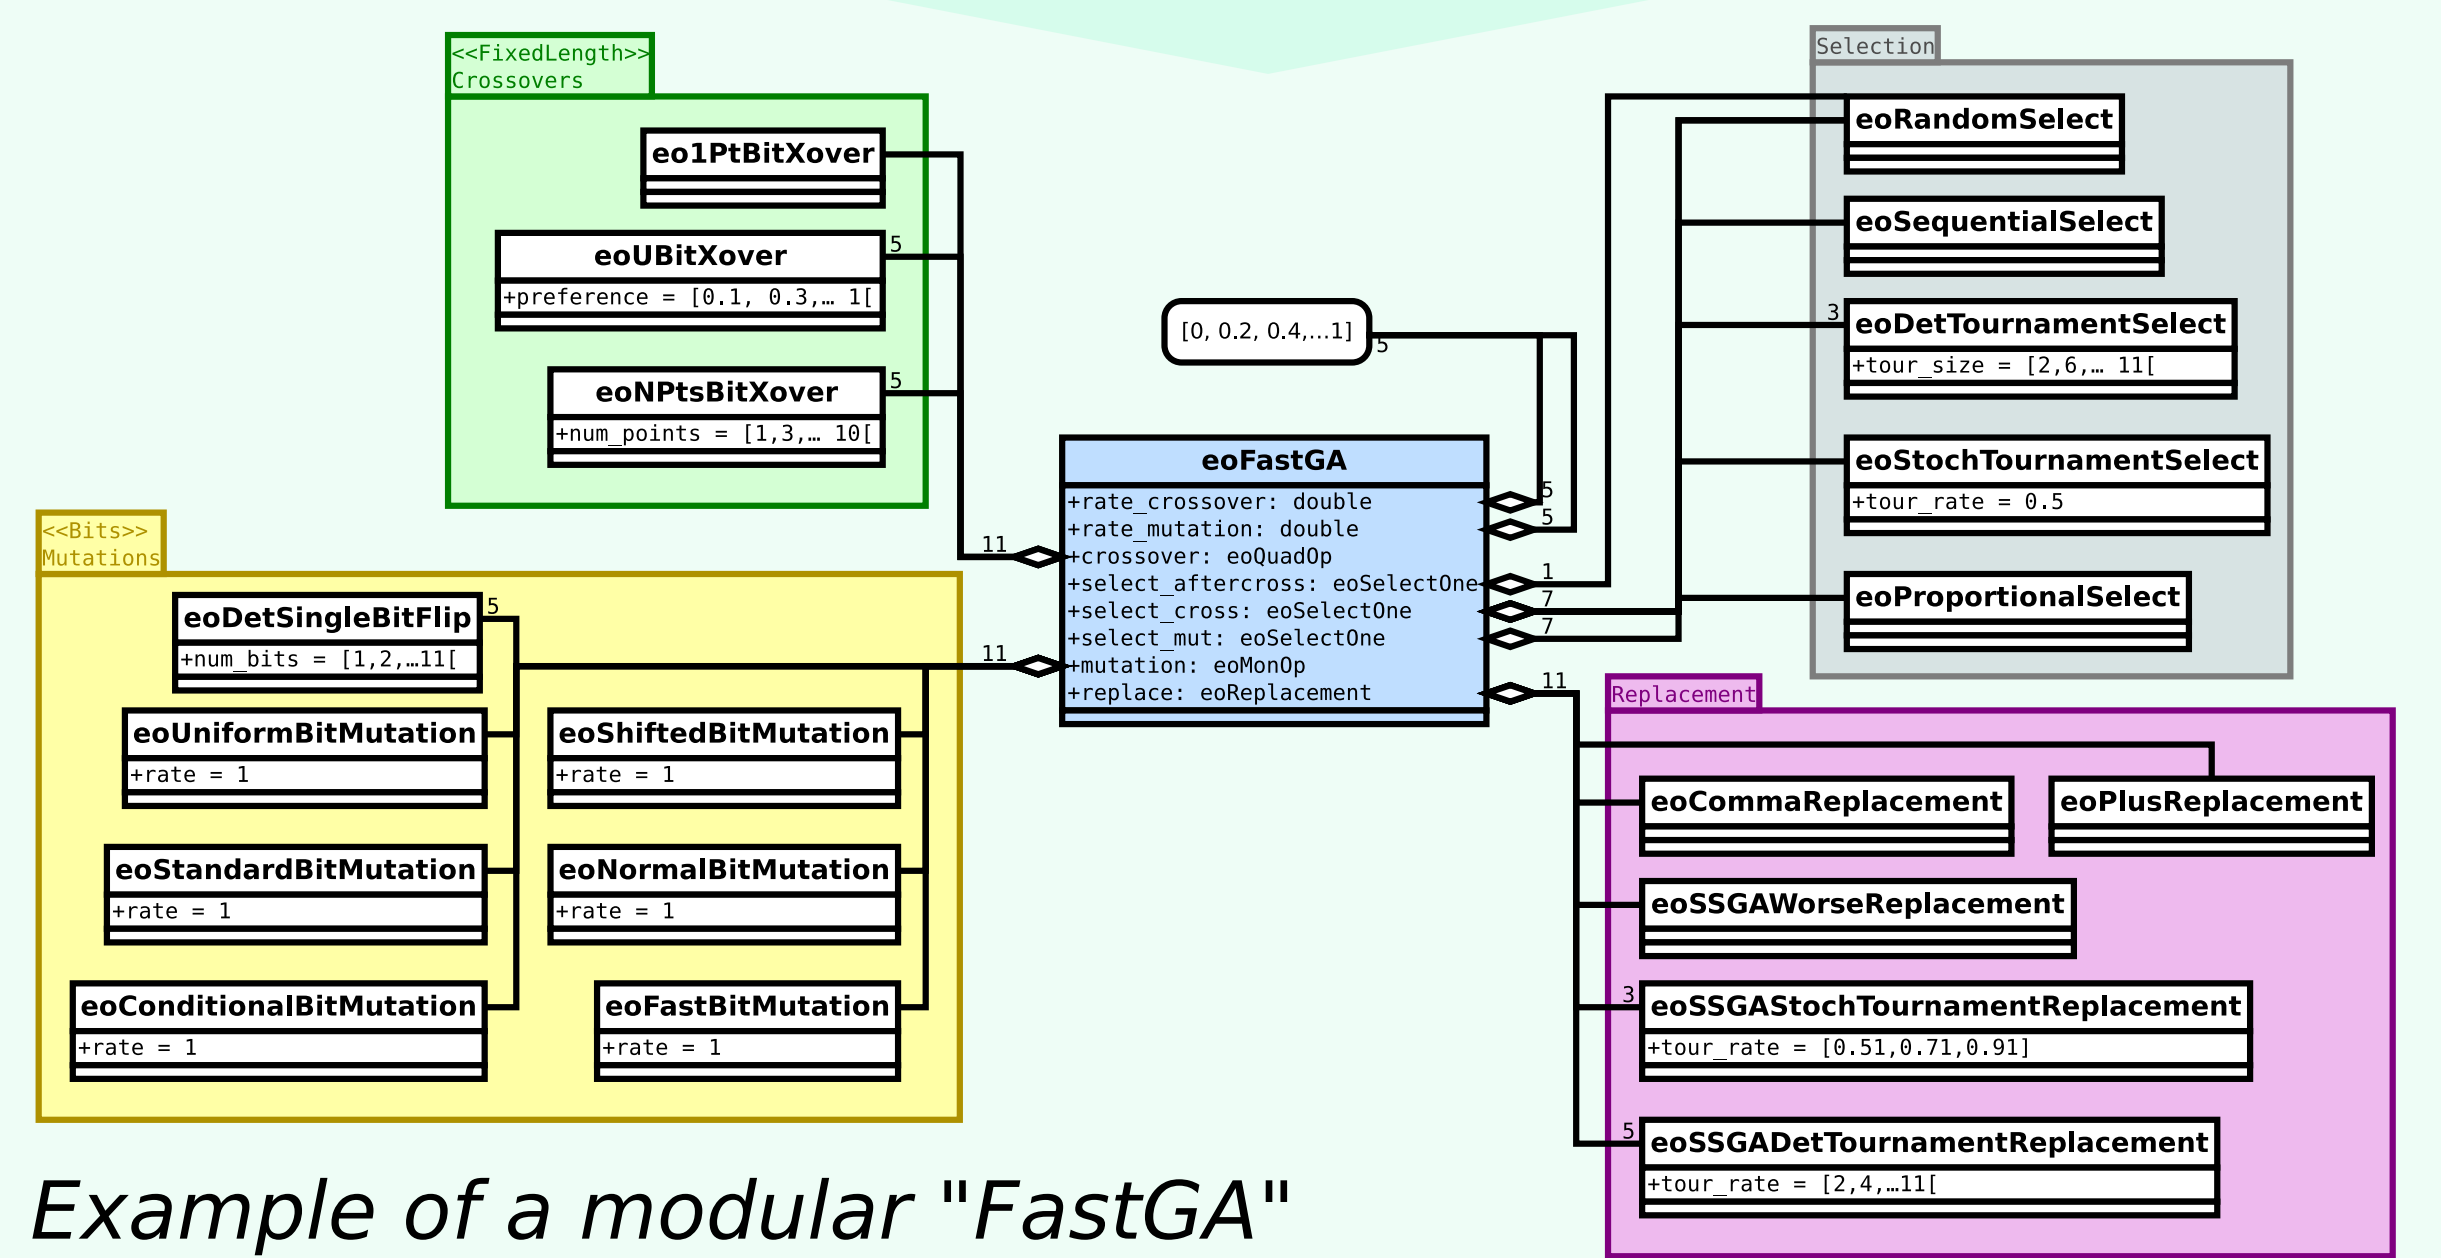 <<FixedLength>>
Crossovers
eo1PtBitXover
5
eoUBitXover
+preference = [0.1, 0.3,… 1[
5
eoNPtsBitXover
+num_points = [1,3,… 10[
<<Bits>>
Mutations
eoDetSingleBitFlip
5
+num_bits = [1,2,…11[
eoUniformBitMutation
+rate = 1
eoShiftedBitMutation
+rate = 1
eoStandardBitMutation
+rate = 1
eoNormalBitMutation
+rate = 1
eoConditionalBitMutation
+rate = 1
eoFastBitMutation
+rate = 1
[0, 0.2, 0.4,...1]
5
eoFastGA
+rate_crossover: double
5
+rate_mutation: double
5
11
+crossover: eoQuadOp
+select_aftercross: eoSelectOne
1
+select_cross: eoSelectOne
7
+select_mut: eoSelectOne
7
11
+mutation: eoMonOp
+replace: eoReplacement
11
Selection
eoRandomSelect
eoSequentialSelect
3
eoDetTournamentSelect
+tour_size = [2,6,… 11[
eoStochTournamentSelect
+tour_rate = 0.5
eoProportionalSelect
Replacement
eoCommaReplacement
eoPlusReplacement
eoSSGAWorseReplacement
3
eoSSGAStochTournamentReplacement
+tour_rate = [0.51,0.71,0.91]
5
eoSSGADetTournamentReplacement
+tour_rate = [2,4,…11[
Example of a modular "FastGA"